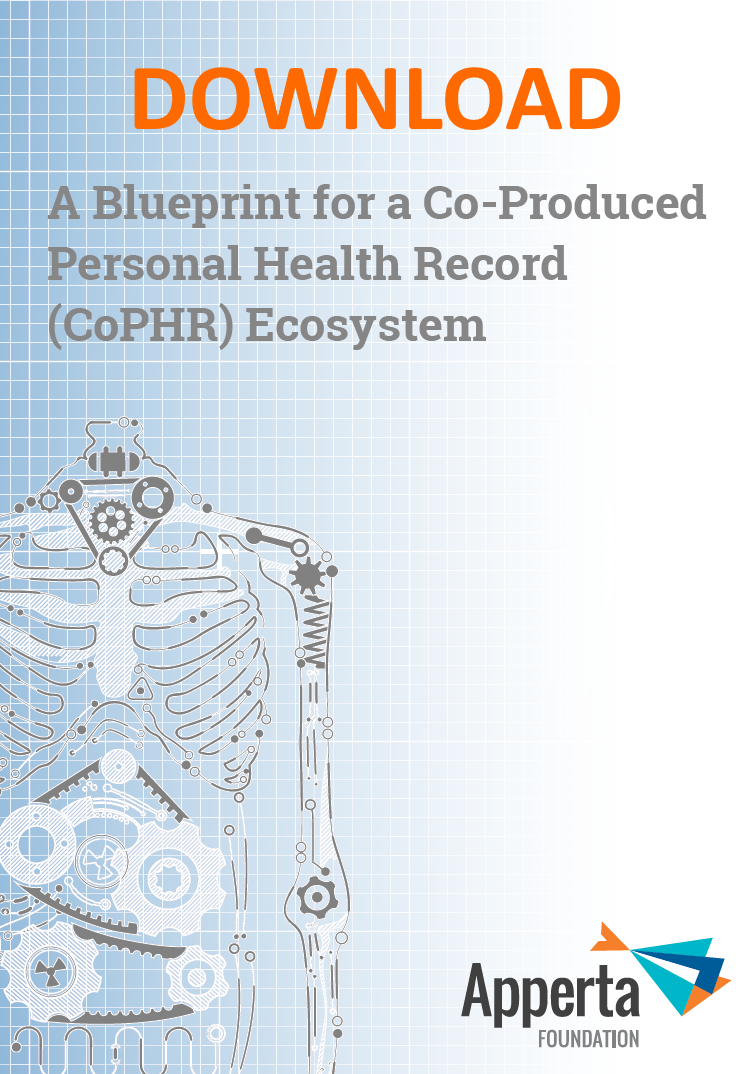 DOWNLOAD
A Blueprint for a Co-Produced
Personal Health Record
(CoPHR) Ecosystem
Apperta
FOUNDATION